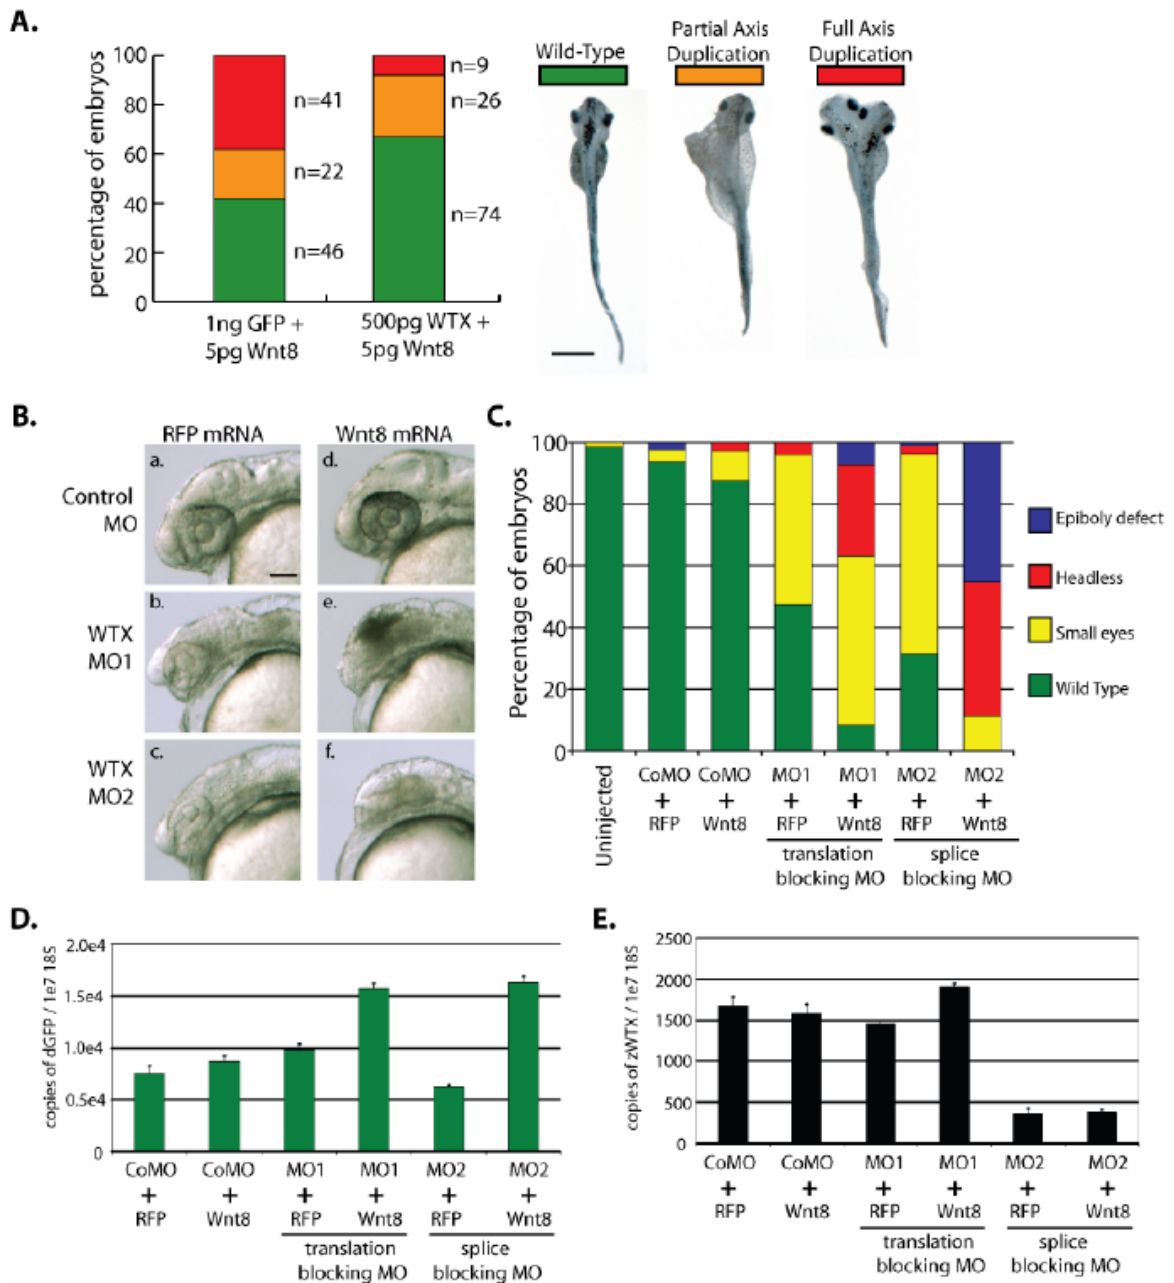 A.
100
80
60
40
20
0
percentage of embryos
n=41
n=22
n=46
n=9
n=26
n=74
1ng GFP +
5pg Wnt8
500pg WTX +
5pg Wnt8
Wild-Type
Partial Axis
Duplication
Full Axis
Duplication
B.
RFP mRNA
Wnt8 mRNA
Control
MO
WTX
MO1
WTX
MO2
a.
d.
b.
e.
c.
f.
C.
100
80
60
40
20
0
Percentage of embryos
Uninjected
CoMO
+
RFP
CoMO
+
Wnt8
MO1
+
RFP
MO1
+
Wnt8
MO2
+
RFP
MO2
+
Wnt8
translation
blocking MO
splice
blocking MO
Epiboly defect
Headless
Small eyes
Wild Type
D.
2.0e4
1.5e4
1.0e4
0.5e4
0
copies of dGFP / 1e7 18S
CoMO
+
RFP
CoMO
+
Wnt8
MO1
+
RFP
MO1
+
Wnt8
MO2
+
RFP
MO2
+
Wnt8
translation
blocking MO
splice
blocking MO
E.
2500
2000
1500
1000
500
0
copies of zWTX / 1e7 18S
CoMO
+
RFP
CoMO
+
Wnt8
MO1
+
RFP
MO1
+
Wnt8
MO2
+
RFP
MO2
+
Wnt8
translation
blocking MO
splice
blocking MO